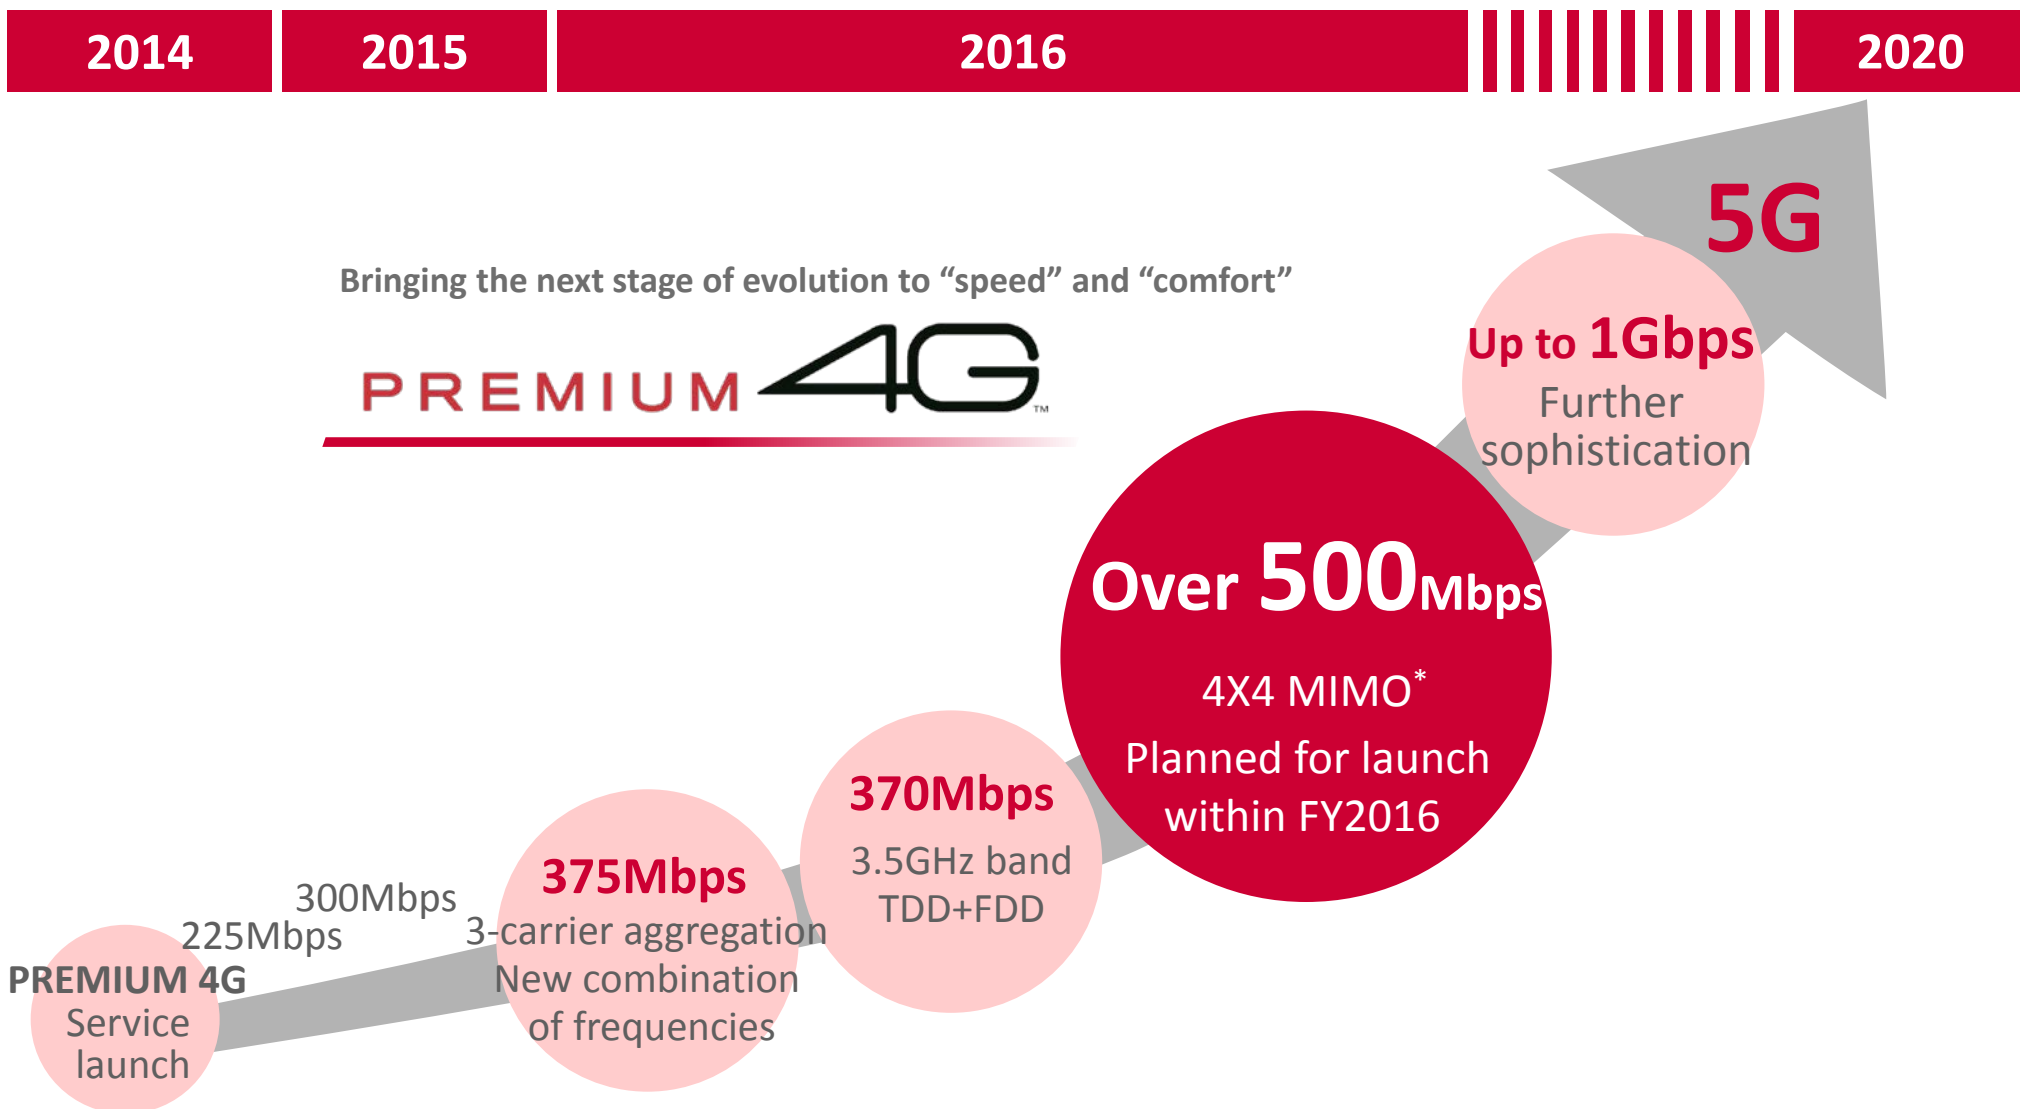 2014
2015
2016
2020
5G
Bringing the next stage of evolution to “speed” and “comfort”
PREMIUM 4G™
Up to 1Gbps
Further
sophistication
Over 500Mbps
4X4 MIMO*
Planned for launch
within FY2016
370Mbps
3.5GHz band
TDD+FDD
375Mbps
3-carrier aggregation
New combination
of frequencies
300Mbps
225Mbps
PREMIUM 4G
Service
launch